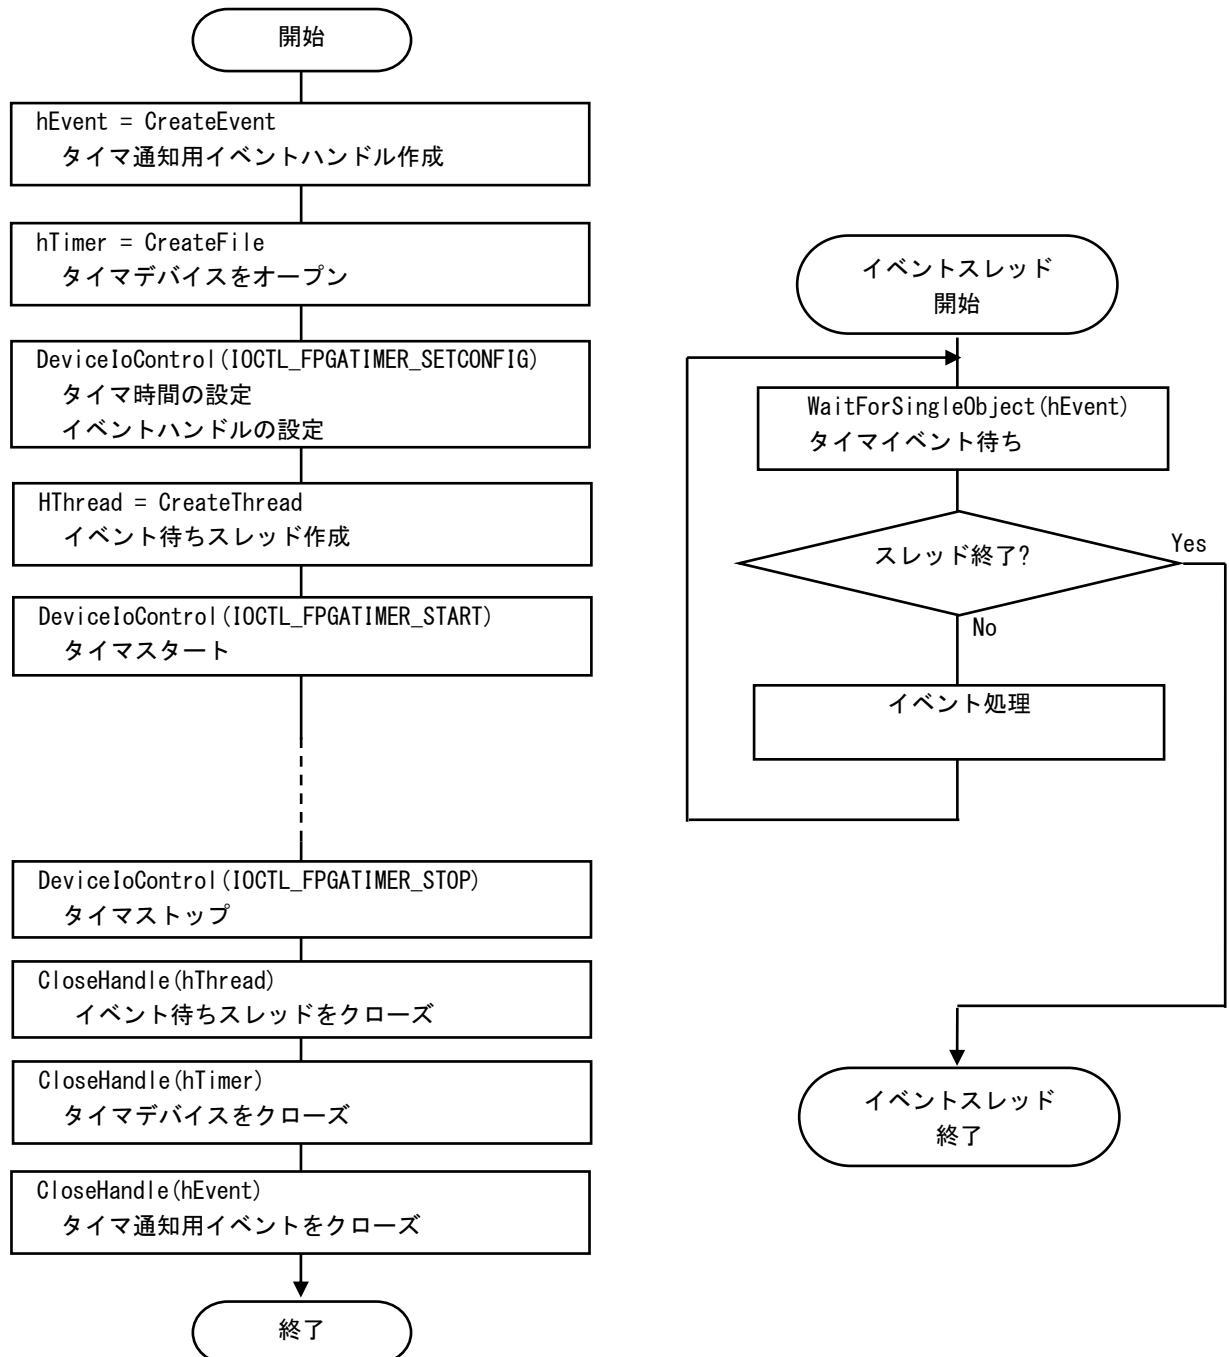 開始
hEvent = CreateEvent
タイマ通知用イベントハンドル作成
hTimer = CreateFile
タイマデバイスをオープン
DeviceIoControl(IOCTL_FPGATIMER_SETCONFIG)
タイマ時間の設定
イベントハンドルの設定
HThread = CreateThread
イベント待ちスレッド作成
DeviceIoControl(IOCTL_FPGATIMER_START)
タイマスタート
DeviceIoControl(IOCTL_FPGATIMER_STOP)
タイマストップ
CloseHandle(hThread)
イベント待ちスレッドをクローズ
CloseHandle(hTimer)
タイマデバイスをクローズ
CloseHandle(hEvent)
タイマ通知用イベントをクローズ
終了
イベントスレッド
開始
WaitForSingleObject(hEvent)
タイマイベント待ち
スレッド終了?
Yes
No
イベント処理
イベントスレッド
終了